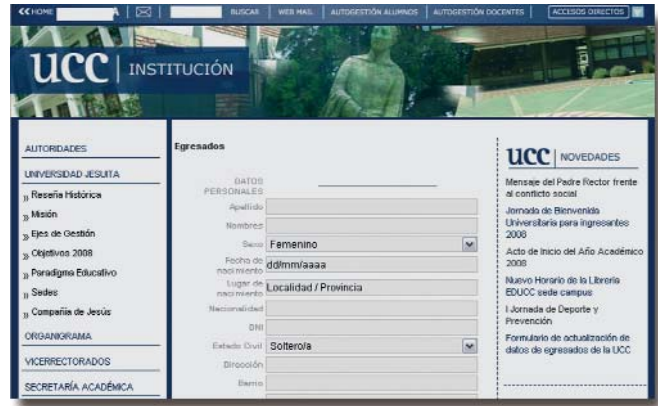 HOME
A
BUSCAR
WEB MAIL
AUTOGESTIÓN ALUMNOS
AUTOGESTIÓN DOCENTES
ACCESOS DIRECTOS
UCC INSTITUCIÓN
AUTORIDADES
UNIVERSIDAD JESUITA
Reseña Histórica
Misión
Ejes de Gestión
Objetivos 2008
Paradigma Educativo
Sedes
Compañia de Jesús
ORGANIGRAMA
VICERRECTORADOS
SECRETARÍA ACADÉMICA
Egresados
DATOS
PERSONALES
Apellido
Nombres
Sexo Femenino
Fecha de
nacimiento dd/mm/aaaa
Lugar de
nacimiento Localidad / Provincia
Nacionalidad
DNI
Estado Civil Soltero/a
Dirección
Barrio
UCC NOVEDADES
Mensaje del Padre Rector frente
al conflicto social
Jornada de Bienvenida
Universitaria para ingresantes
2008
Acto de Inicio del Año Académico
2008
Nuevo Horario de la Librería
EDUCC sede campus
I Jornada de Deporte y
Prevención
Formulario de actualización de
datos de egresados de la UCC